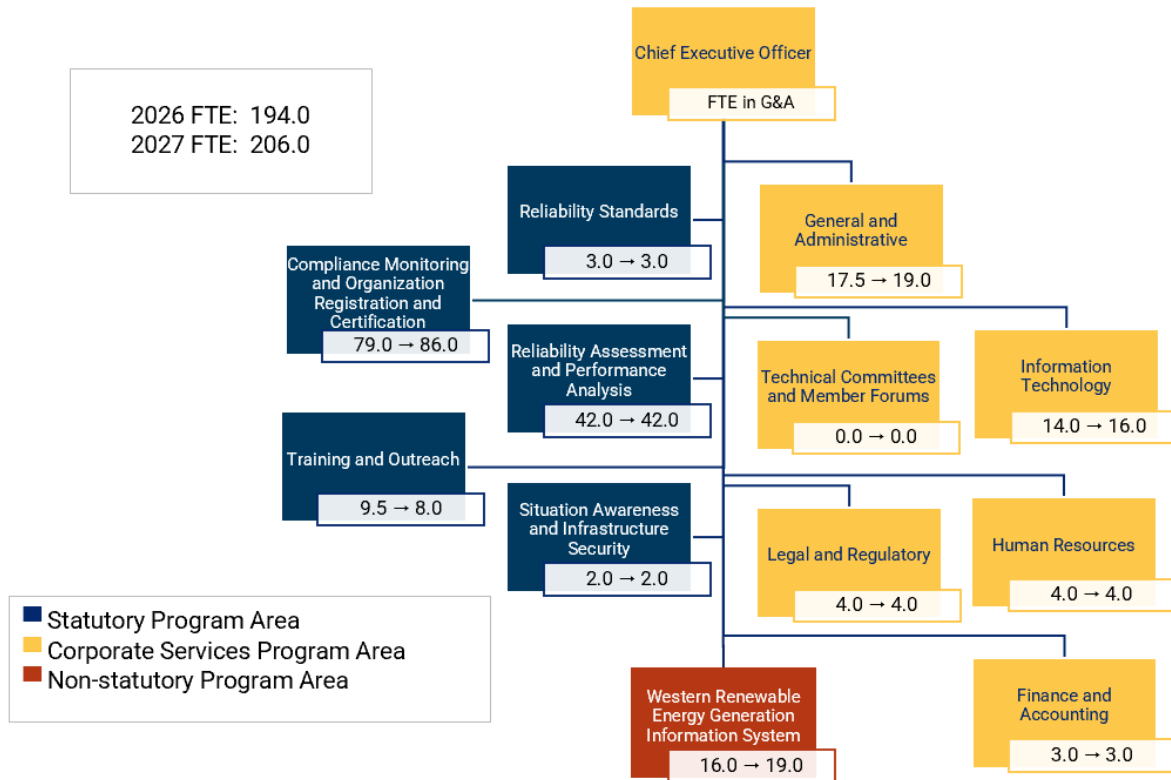 Chief Executive Officer
FTE in G&A
2026 FTE: 194.0
2027 FTE: 206.0
Reliability Standards
3.0 → 3.0
General and
Administrative
17.5 → 19.0
Compliance Monitoring
and Organization
Registration and
Certification
79.0 → 86.0
Reliability Assessment
and Performance
Analysis
42.0 → 42.0
Technical Committees
and Member Forums
0.0 → 0.0
Information
Technology
14.0 → 16.0
Training and Outreach
9.5 → 8.0
Situation Awareness
and Infrastructure
Security
2.0 → 2.0
Legal and Regulatory
4.0 → 4.0
Human Resources
4.0 → 4.0
Statutory Program Area
Corporate Services Program Area
Non-statutory Program Area
Western Renewable
Energy Generation
Information System
16.0 → 19.0
Finance and
Accounting
3.0 → 3.0